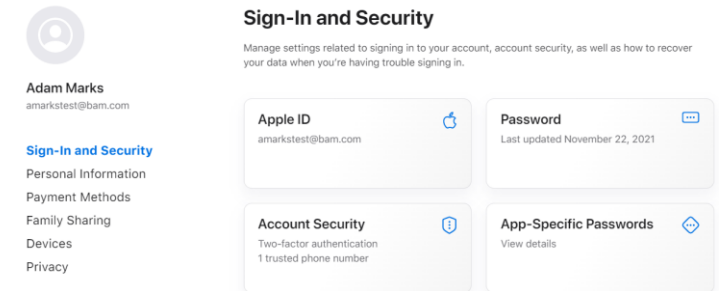 Adam Marks
amarkstest@bam.com
Sign-In and Security
Personal Information
Payment Methods
Family Sharing
Devices
Privacy
Sign-In and Security
Manage settings related to signing in to your account, account security, as well as how to recover
your data when you're having trouble signing in.
Apple ID
amarkstest@bam.com
Password
Last updated November 22, 2021
Account Security
Two-factor authentication
1 trusted phone number
App-Specific Passwords
View details